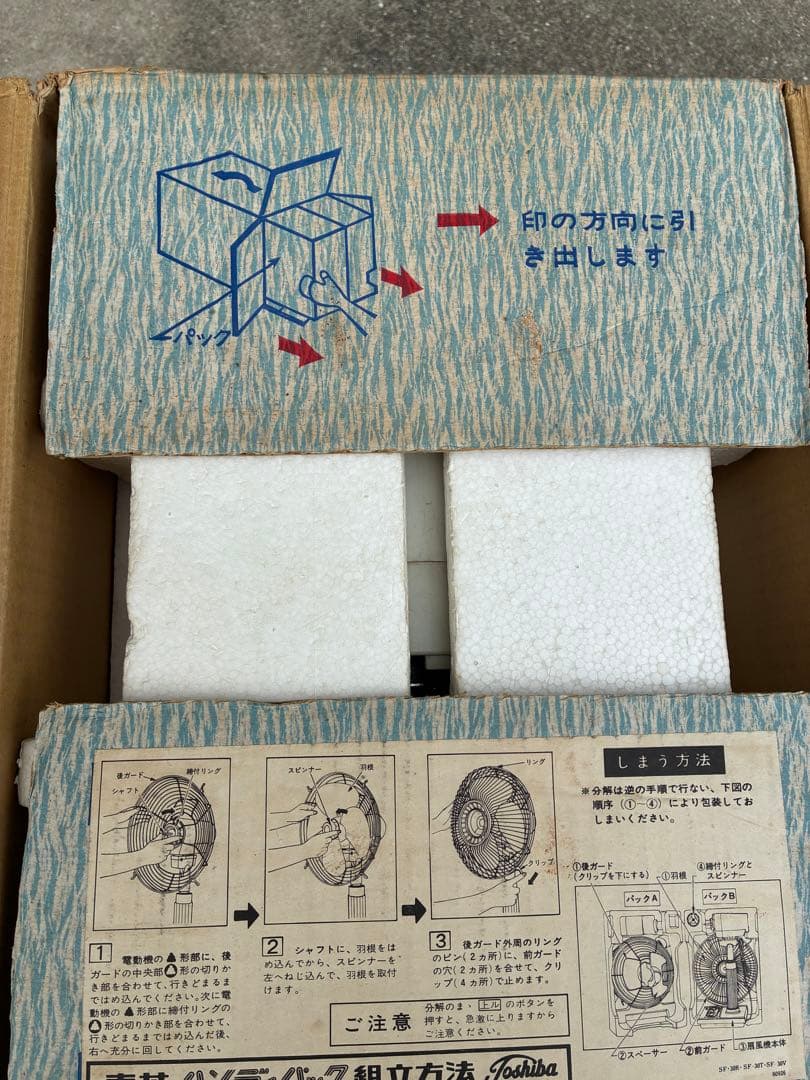 印の方向に引
き出します
パック
後ガード
締付リング
シャフト
スピンナー
羽根
リング
クリップ
1 電動機の▲形部に、後
ガードの中央部△形の切りか
き部を合わせて、行きどまるま
ではめ込んでください。次に電
動機の▲形部に締付リングの
△形の切りかき部を合わせて、
行きどまるまではめ込んだ後、
右へ充分に回してください。
2 シャフトに、羽根をは
め込んでから、スピンナーを
左へねじ込んで、羽根を取付
けます。
3 後ガード外周のリング
のピン(2ヵ所)に、前ガード
の穴(2ヵ所)を合せて、クリ
ップ(4ヵ所)で止めます。
ご注意
分解のまゝ上ルのボタンを
押すと、急激に上りますから
ご注意ください。
しまう方法
※分解は逆の手順で行ない、下図の
順序(①〜④)により包装してお
しまいください。
①後ガード
(クリップを下にする)
①羽根
④締付リングと
スピンナー
パックA
パックB
②スペーサー
②前ガード
③扇風機本体
SF-30R・SF-30T・SF-30V
東芝ハンディパック組立方法 Toshiba